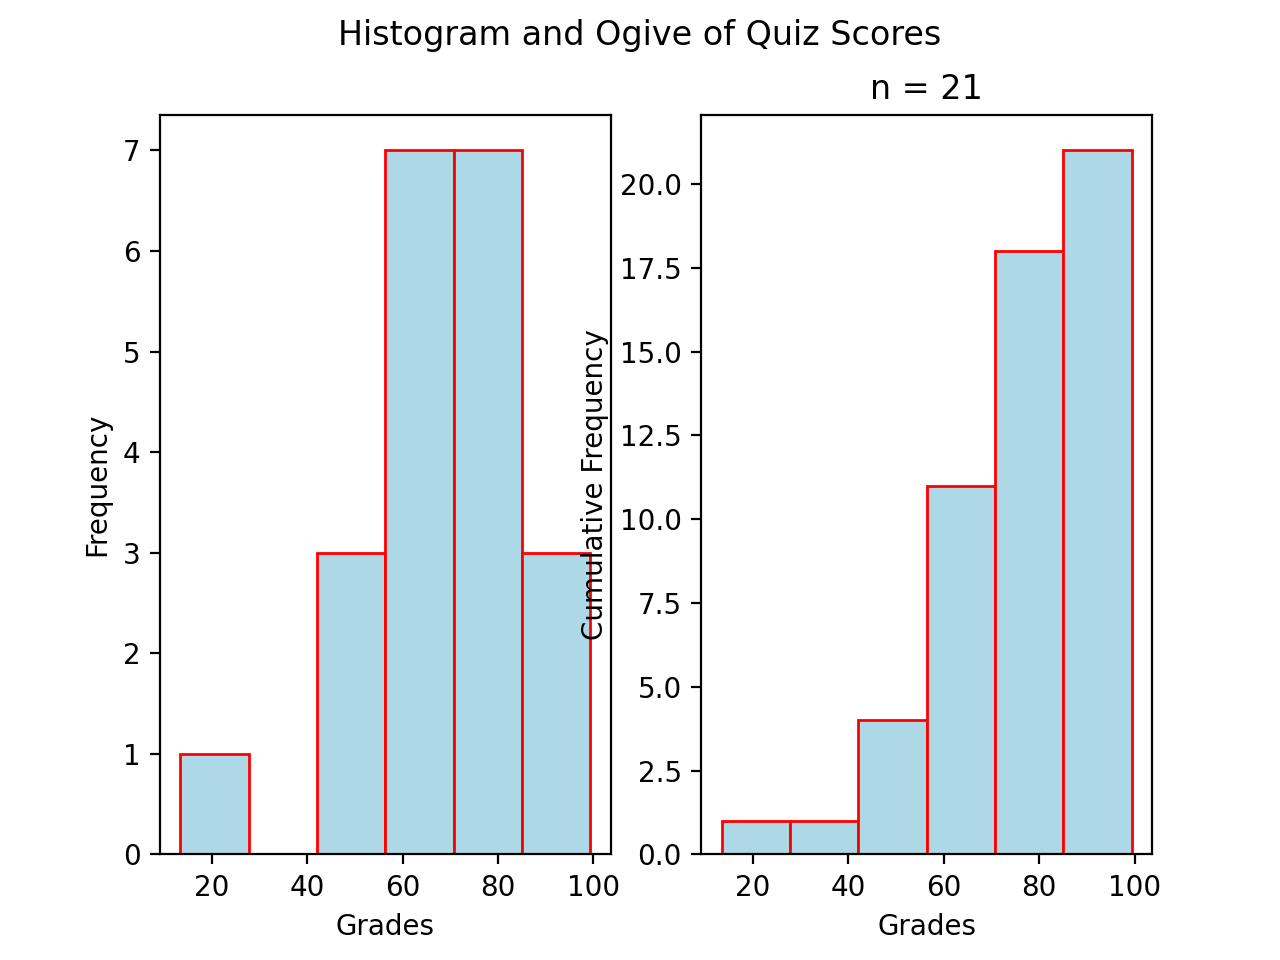 Histogram and Ogive of Quiz Scores
7
6
5
4
3
2
1
0
Frequency
20 40 60 80 100
Grades
n = 21
20.0
17.5
15.0
12.5
10.0
7.5
5.0
2.5
0.0
Cumulative Frequency
20 40 60 80 100
Grades